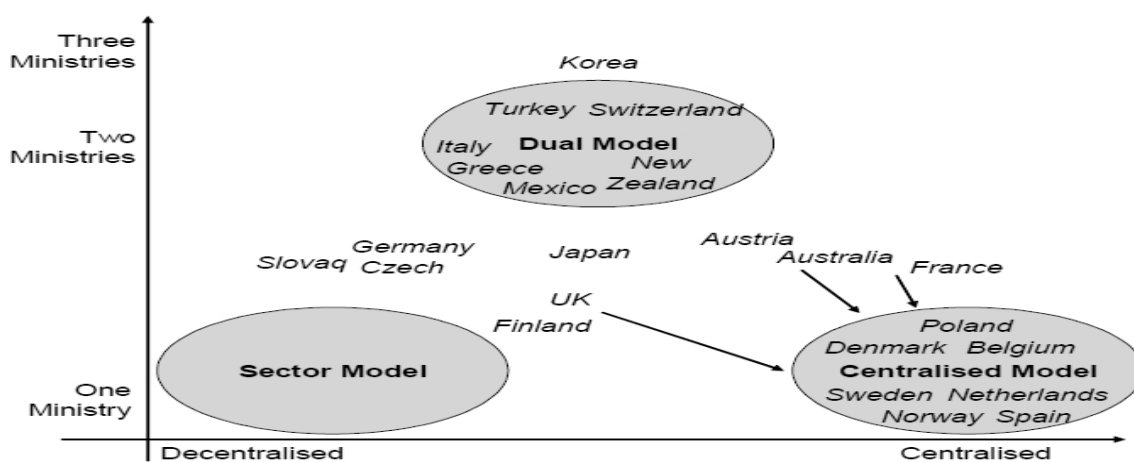 Three
Ministries
Korea
Turkey Switzerland
Two
Ministries
Italy Dual Model
Greece New
Mexico Zealand
Germany
Slovaq Czech
Japan
Austria
Australia
France
UK
Finland
Poland
Denmark Belgium
Sector Model
Centralised Model
One
Ministry
Sweden Netherlands
Norway Spain
Decentralised
Centralised